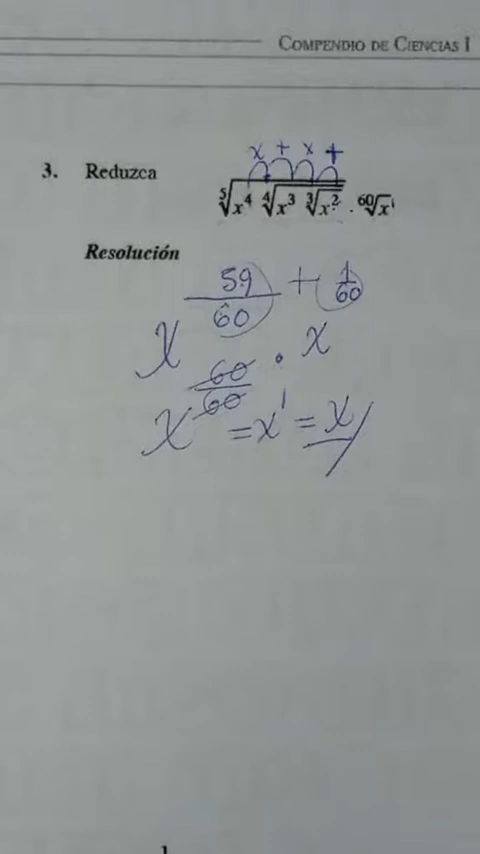 COMPENDIO DE CIENCIAS I
x + x +
3. Reduzca ⁵√(x⁴ ⁴√(x³ ³√(x²))) . ⁶⁰√x¹
Resolución
x^(59/60) + 1/60 · x
x^(60/60) = x¹ = x